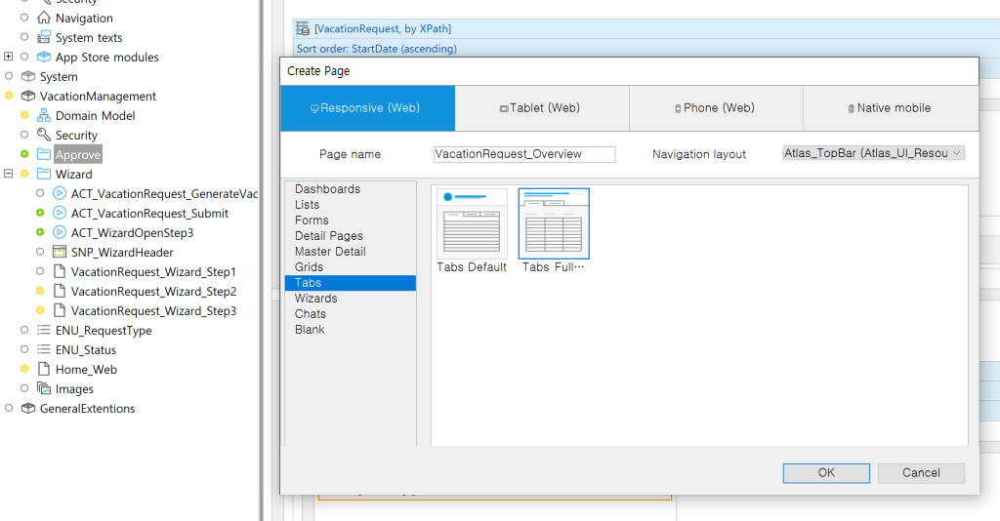 Security
Navigation
System texts
App Store modules
System
VacationManagement
Domain Model
Security
Approve
Wizard
ACT_VacationRequest_GenerateVac
ACT_VacationRequest_Submit
ACT_WizardOpenStep3
SNP_WizardHeader
VacationRequest_Wizard_Step1
VacationRequest_Wizard_Step2
VacationRequest_Wizard_Step3
ENU_RequestType
ENU_Status
Home_Web
Images
GeneralExtentions
[VacationRequest, by XPath]
Sort order: StartDate (ascending)
Create Page
Responsive (Web)
Tablet (Web)
Phone (Web)
Native mobile
Page name
VacationRequest_Overview
Navigation layout
Atlas_TopBar (Atlas_UI_Resou
Dashboards
Lists
Forms
Detail Pages
Master Detail
Grids
Tabs
Wizards
Chats
Blank
Tabs Default
Tabs Full⋯
OK
Cancel